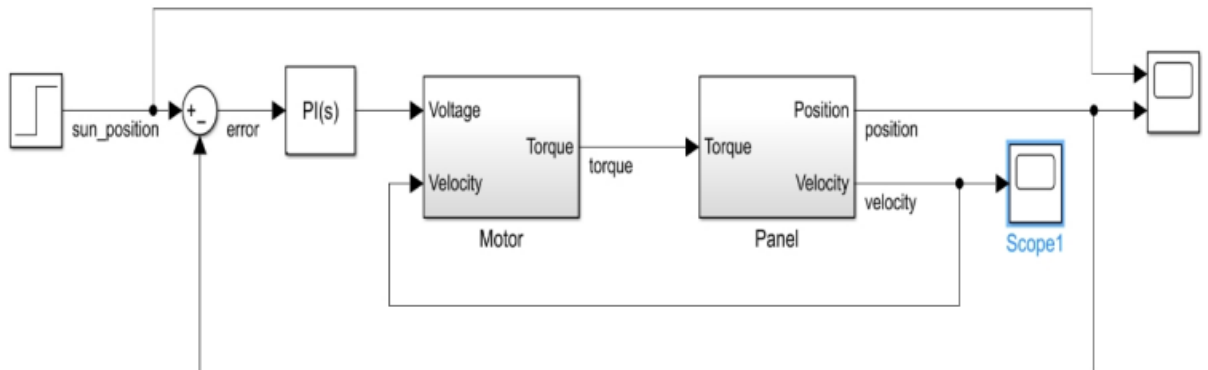 sun_position
+
−
error
PI(s)
Voltage
Velocity
Torque
Motor
torque
Torque
Position
Velocity
Panel
position
velocity
Scope1